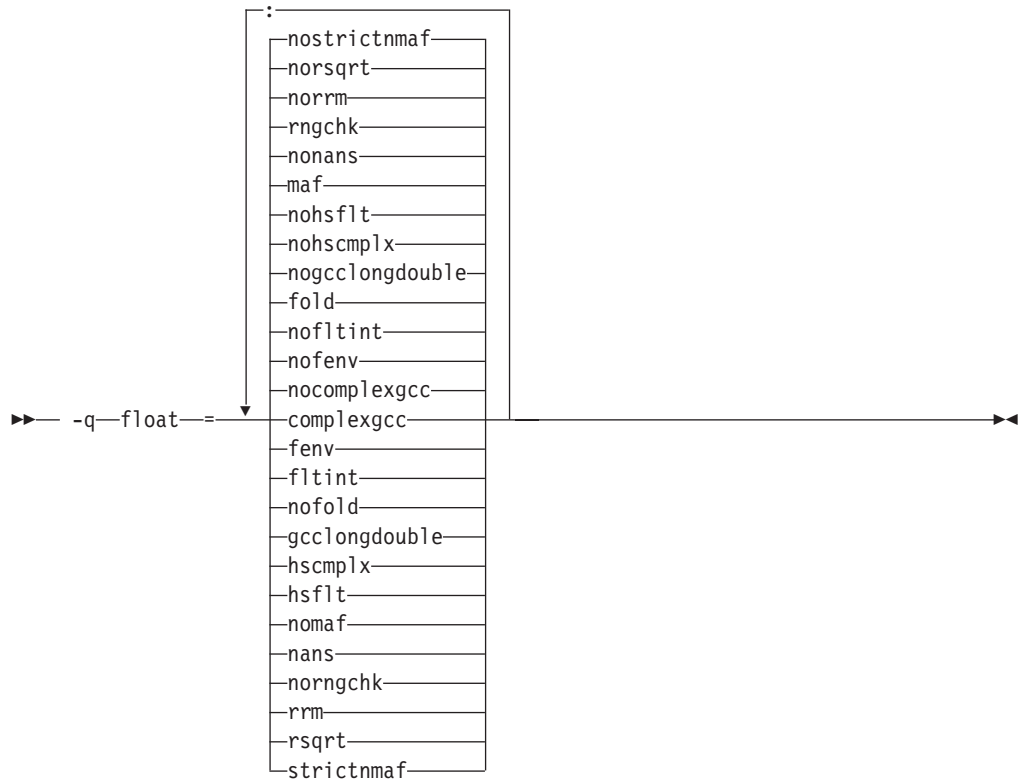 :
nostrictnmaf
norsqrt
norrm
rngchk
nonans
maf
nohsflt
nohscmplx
nogcclongdouble
fold
nofltint
nofenv
nocomplexgcc
-q float = complexgcc
fenv
fltint
nofold
gcclongdouble
hscmplx
hsflt
nomaf
nans
norngchk
rrm
rsqrt
strictnmaf